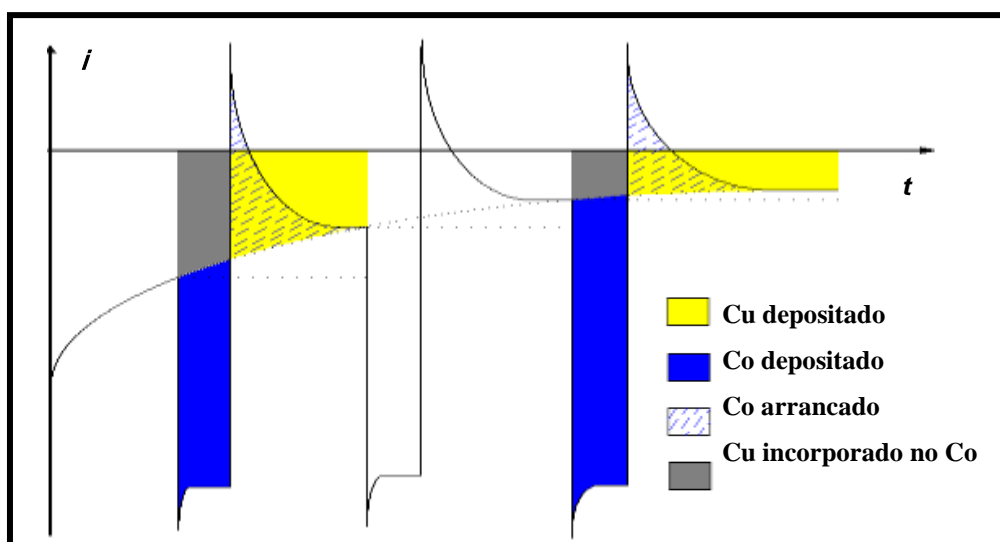 i
t
Cu depositado
Co depositado
Co arrancado
Cu incorporado no Co